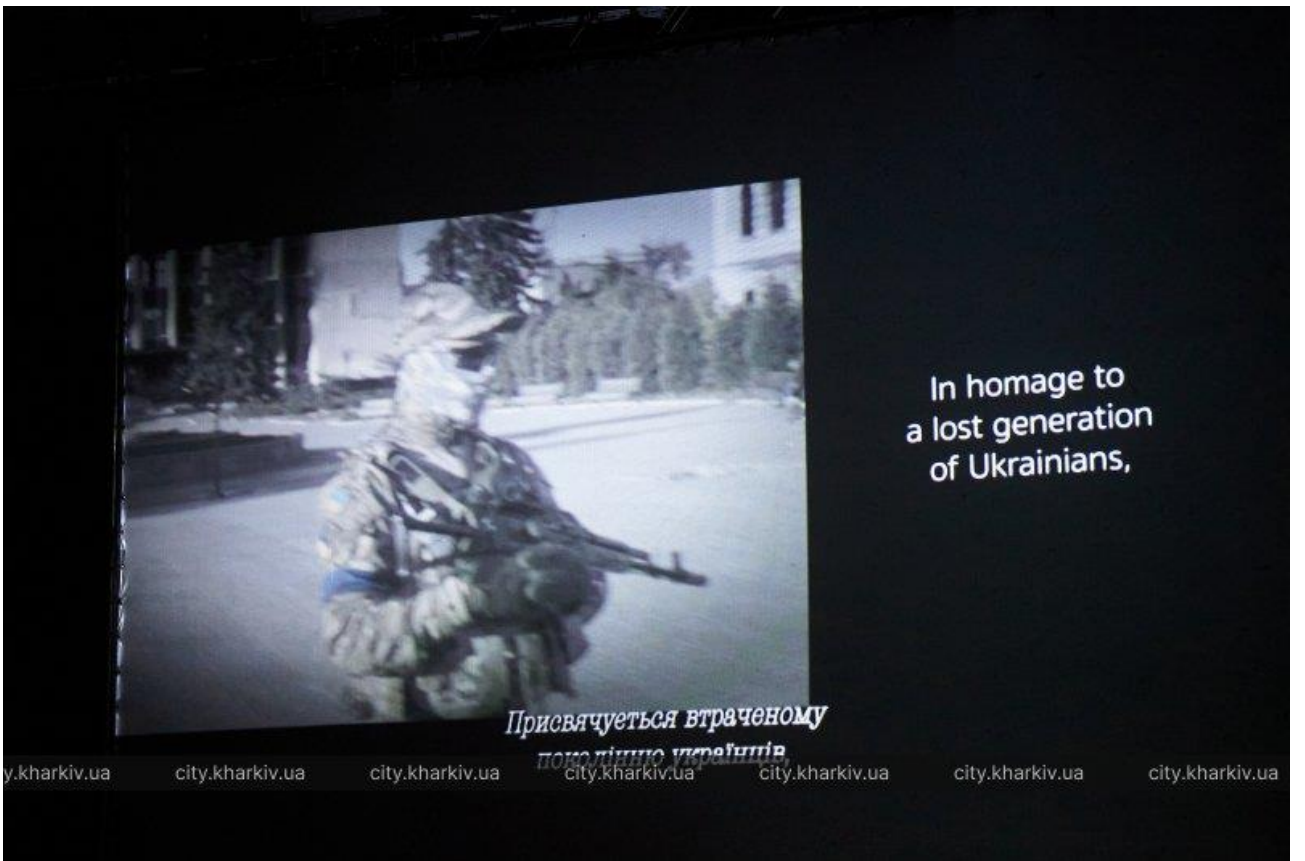 In homage to
a lost generation
of Ukrainians,
Присвячуеться втраченому
поколінню українців,
y.kharkiv.ua city.kharkiv.ua city.kharkiv.ua city.kharkiv.ua city.kharkiv.ua city.kharkiv.ua city.kharkiv.ua